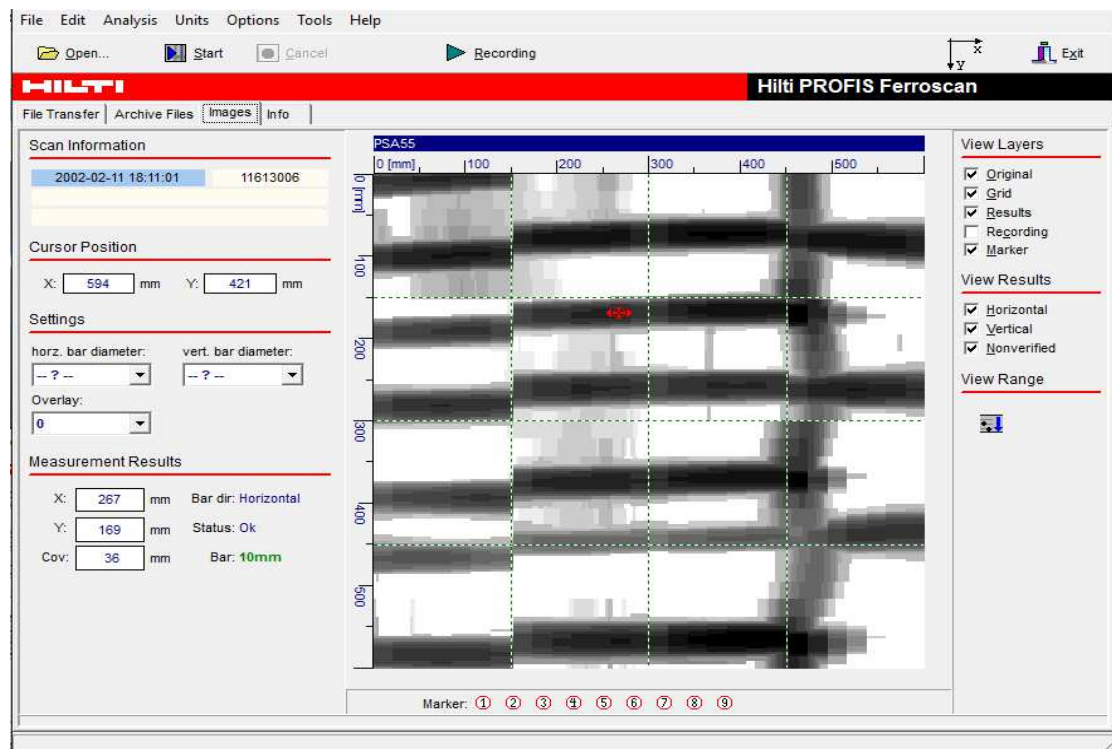 File Edit Analysis Units Options Tools Help
Open... Start Cancel Recording X Y Exit
HILTI Hilti PROFIS Ferroscan
File Transfer Archive Files Images Info
Scan Information
2002-02-11 18:11:01 11613006
Cursor Position
X: 594 mm Y: 421 mm
Settings
horz. bar diameter: vert. bar diameter:
-- ? -- -- ? --
Overlay:
0
Measurement Results
X: 267 mm Bar dir: Horizontal
Y: 169 mm Status: Ok
Cov: 36 mm Bar: 10mm
PSA55
0 [mm] 100 200 300 400 500
0 [mm]
100
200
300
400
500
Marker: ① ② ③ ④ ⑤ ⑥ ⑦ ⑧ ⑨
View Layers
Original
Grid
Results
Recording
Marker
View Results
Horizontal
Vertical
Nonverified
View Range